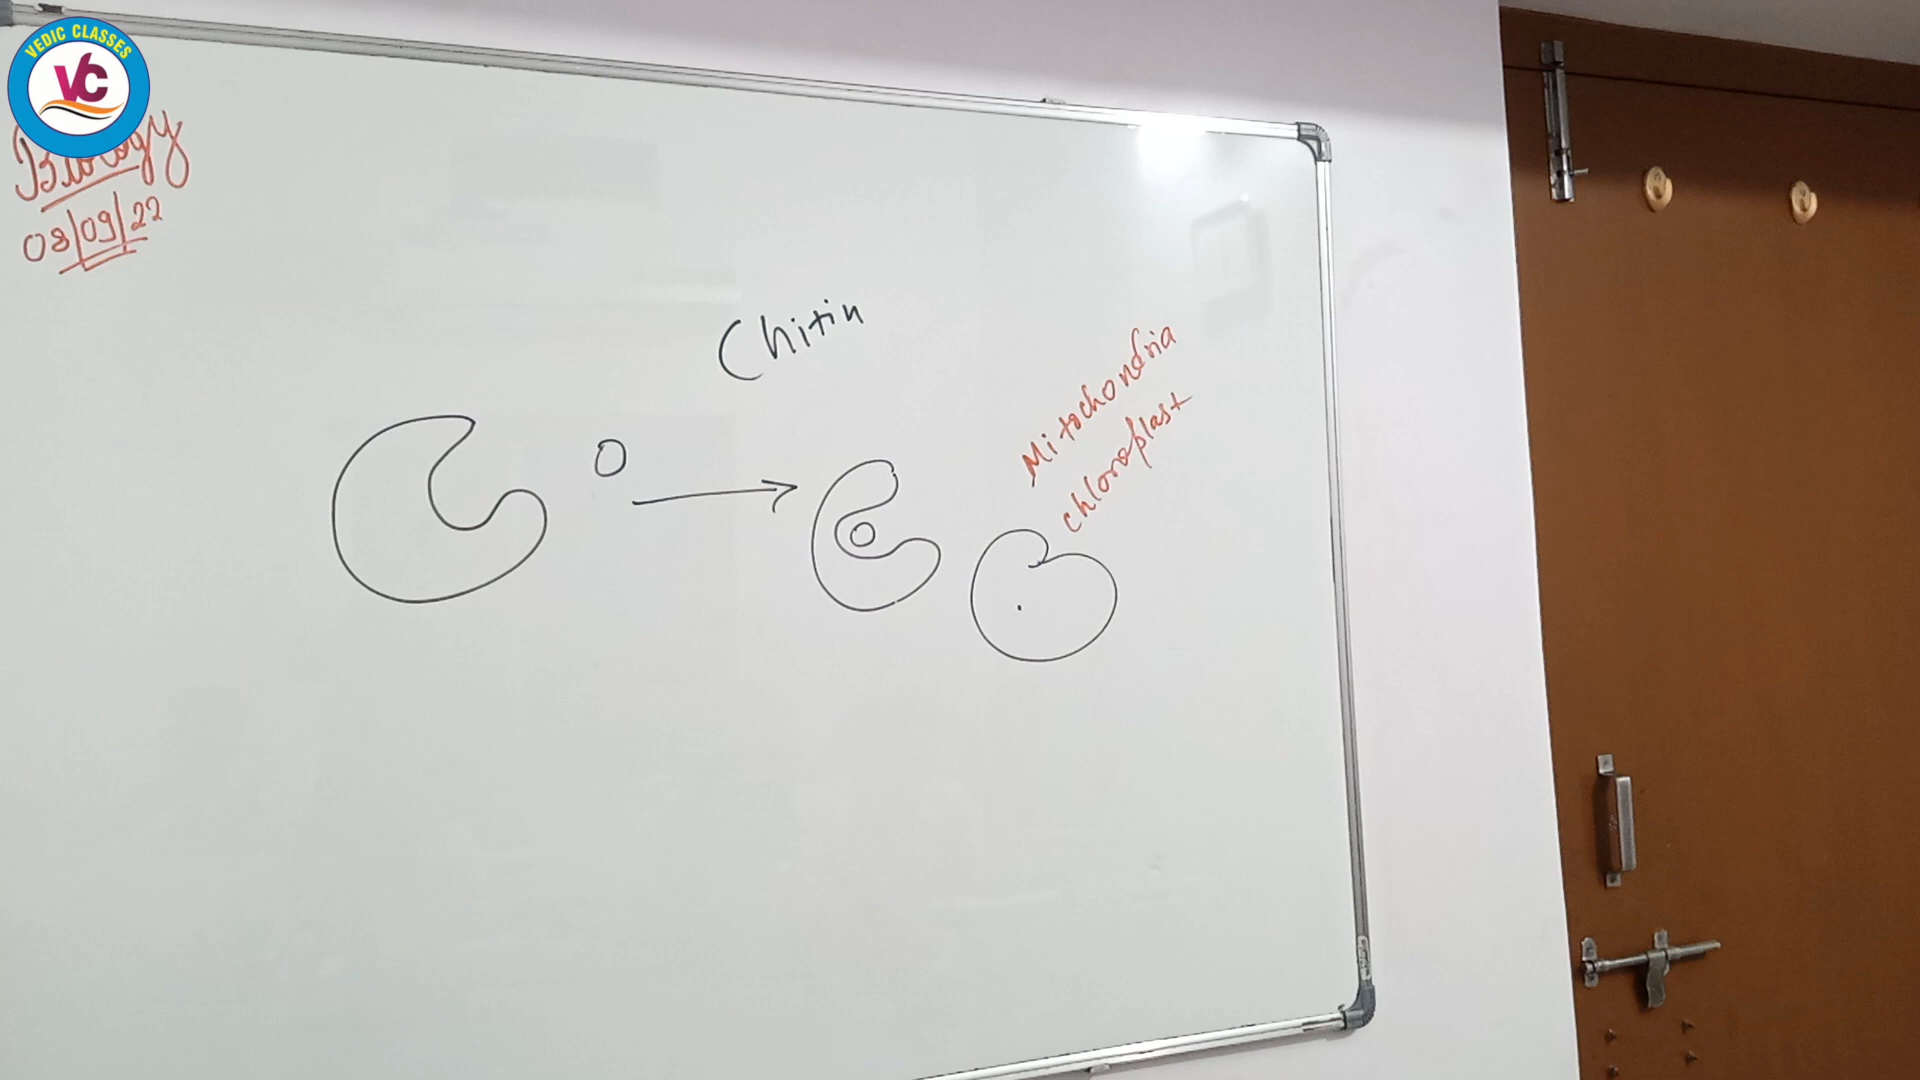 VEDIC CLASSES
VC
Biology
08/09/22
Chitin
Mitochondria
chloroplast